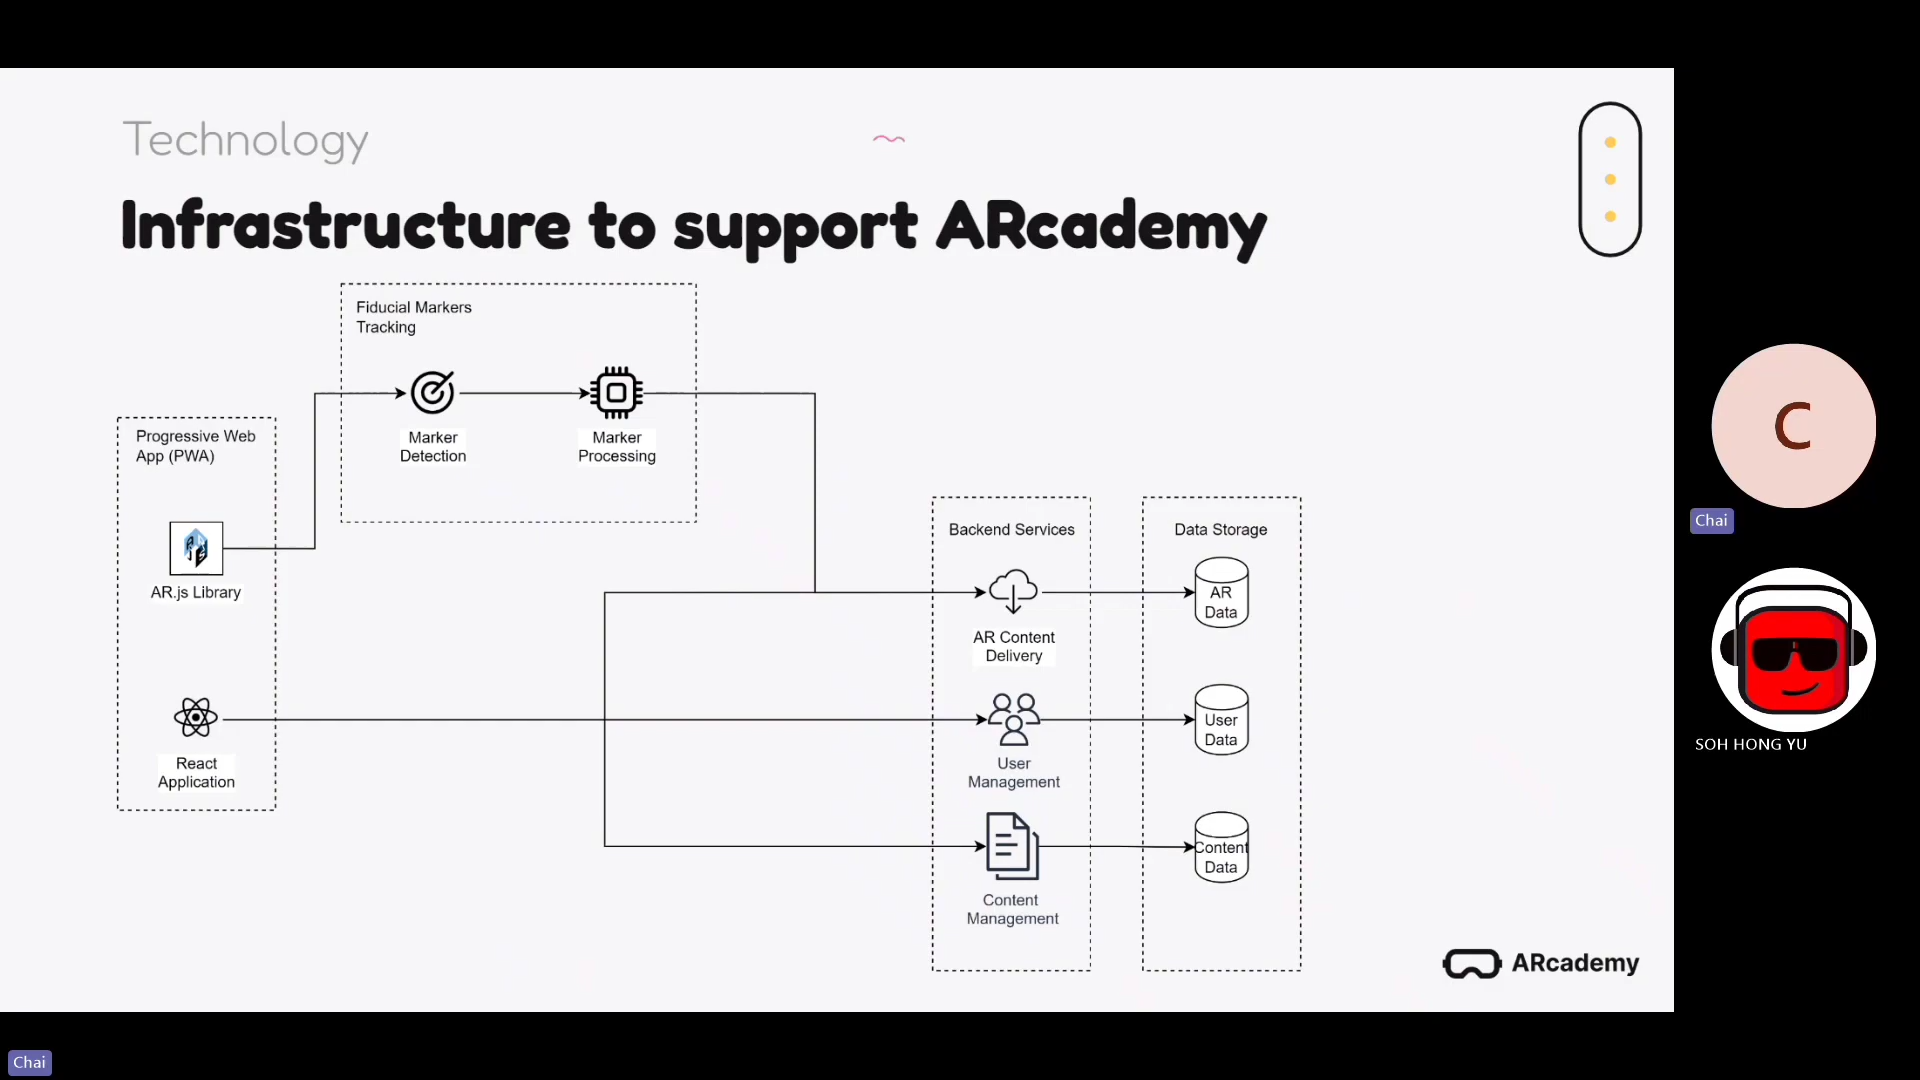 Technology
Infrastructure to support ARcademy
Fiducial Markers
Tracking
Marker
Detection
Marker
Processing
Progressive Web
App (PWA)
AR.js Library
React
Application
Backend Services
AR Content
Delivery
User
Management
Content
Management
Data Storage
AR
Data
User
Data
Content
Data
ARcademy
C
Chai
SOH HONG YU
Chai